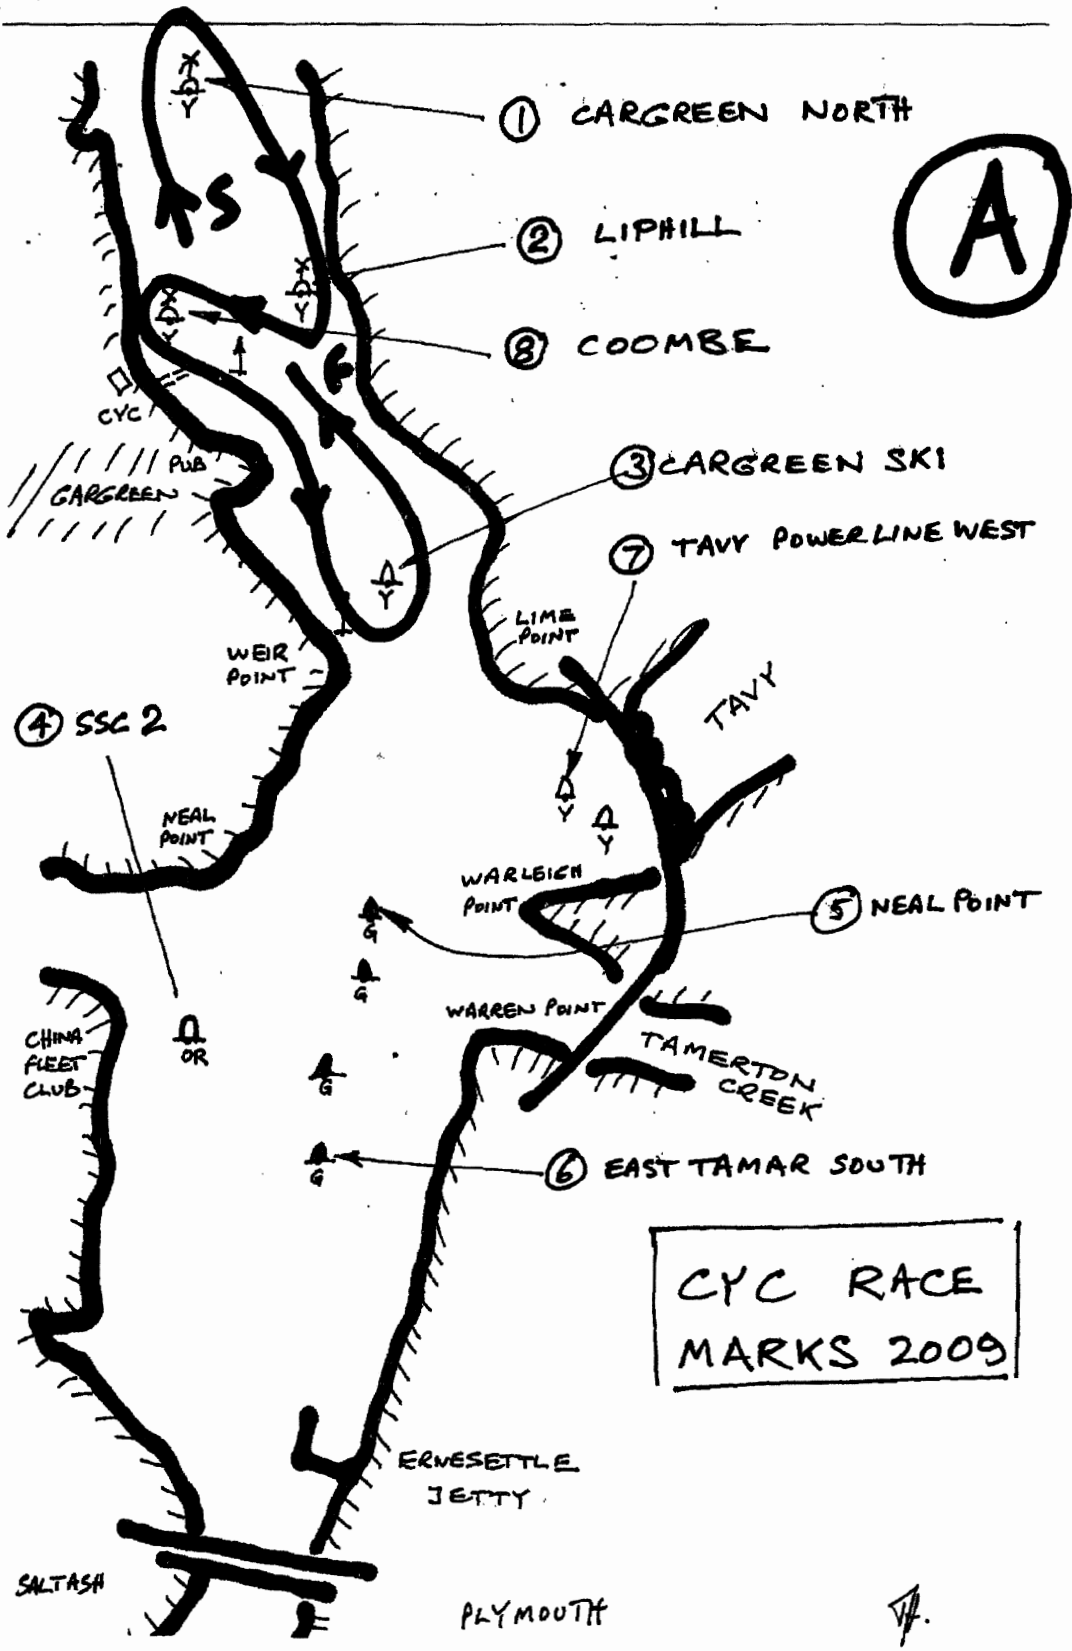 ① CARGREEN NORTH
A
S
② LIPHILL
⑧ COOMBE
F
CYC
PUB
CARGREEN
③ CARGREEN SKI
⑦ TAVY POWERLINE WEST
LIME
POINT
WEIR
POINT
TAVY
④ SSC 2
NEAL
POINT
WARLEIGH
POINT
⑤ NEAL POINT
WARREN POINT
TAMERTON
CREEK
CHINA
FLEET
CLUB
⑥ EAST TAMAR SOUTH
CYC RACE
MARKS 2009
ERNESETTLE
JETTY
SALTASH
PLYMOUTH
Y
Y
Y
Y
Y
Y
G
G
G
G
OR